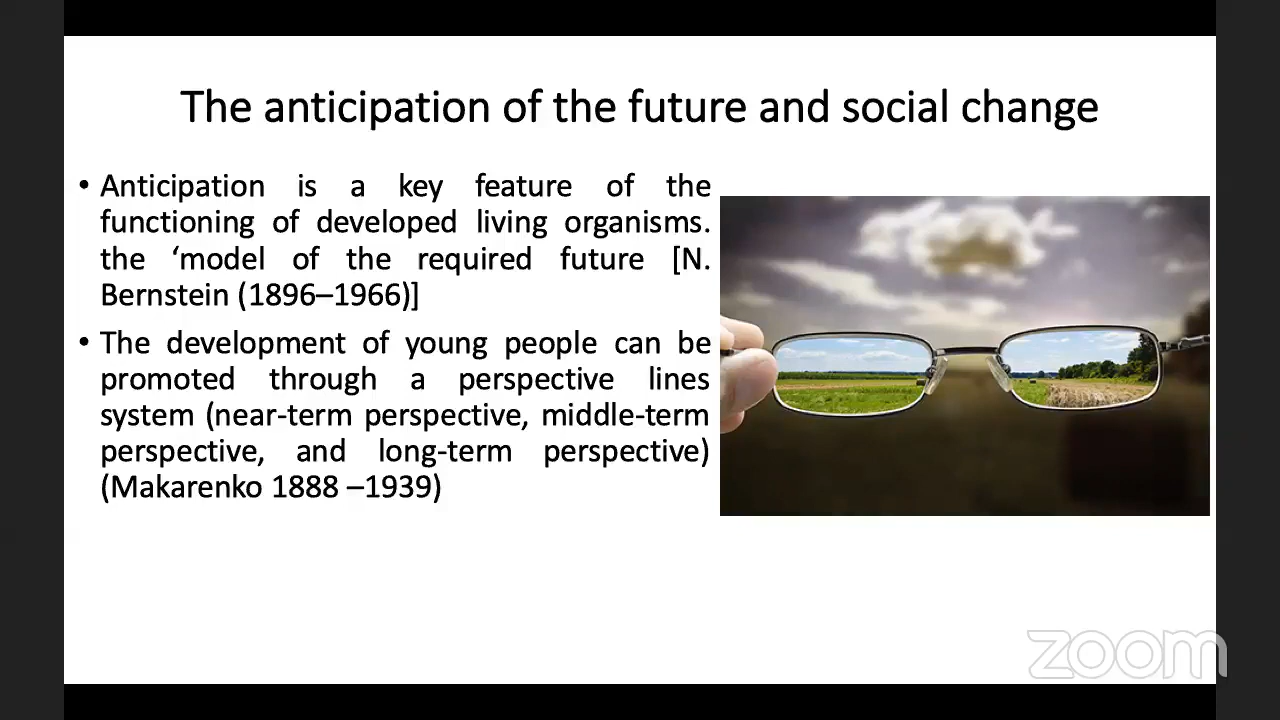 The anticipation of the future and social change
• Anticipation is a key feature of the
functioning of developed living organisms.
the ‘model of the required future [N.
Bernstein (1896–1966)]
• The development of young people can be
promoted through a perspective lines
system (near-term perspective, middle-term
perspective, and long-term perspective)
(Makarenko 1888 –1939)
zoom